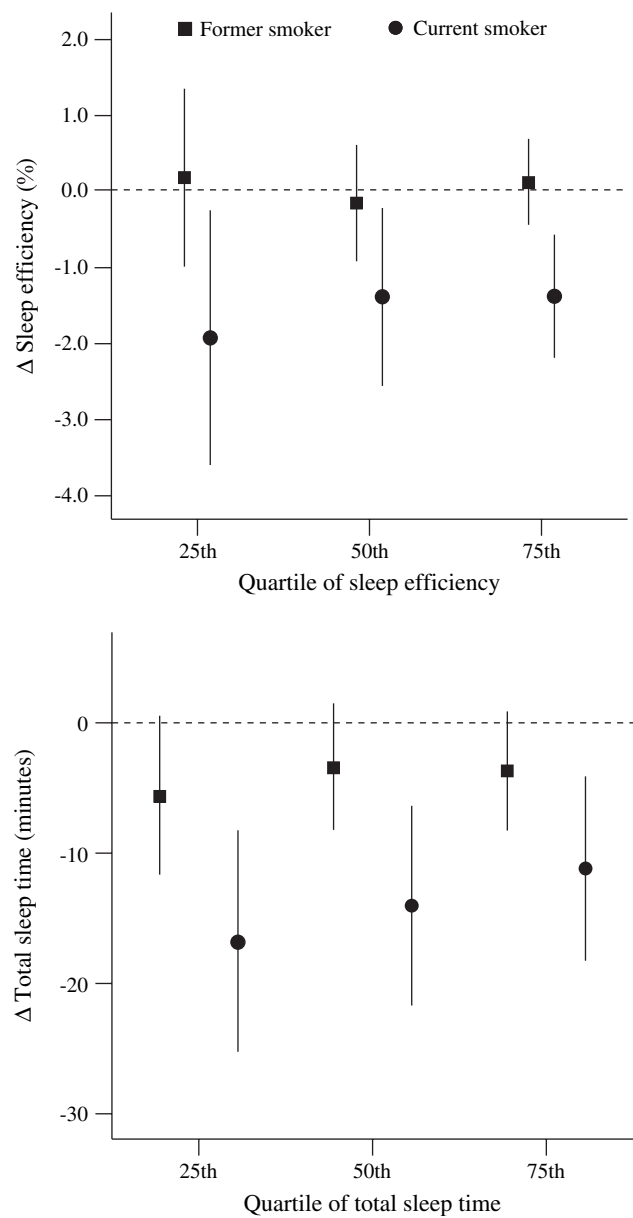 Former smoker Current smoker
2.0
1.0
0.0
-1.0
-2.0
-3.0
-4.0
Δ Sleep efficiency (%)
25th 50th 75th
Quartile of sleep efficiency
0
-10
-20
-30
Δ Total sleep time (minutes)
25th 50th 75th
Quartile of total sleep time